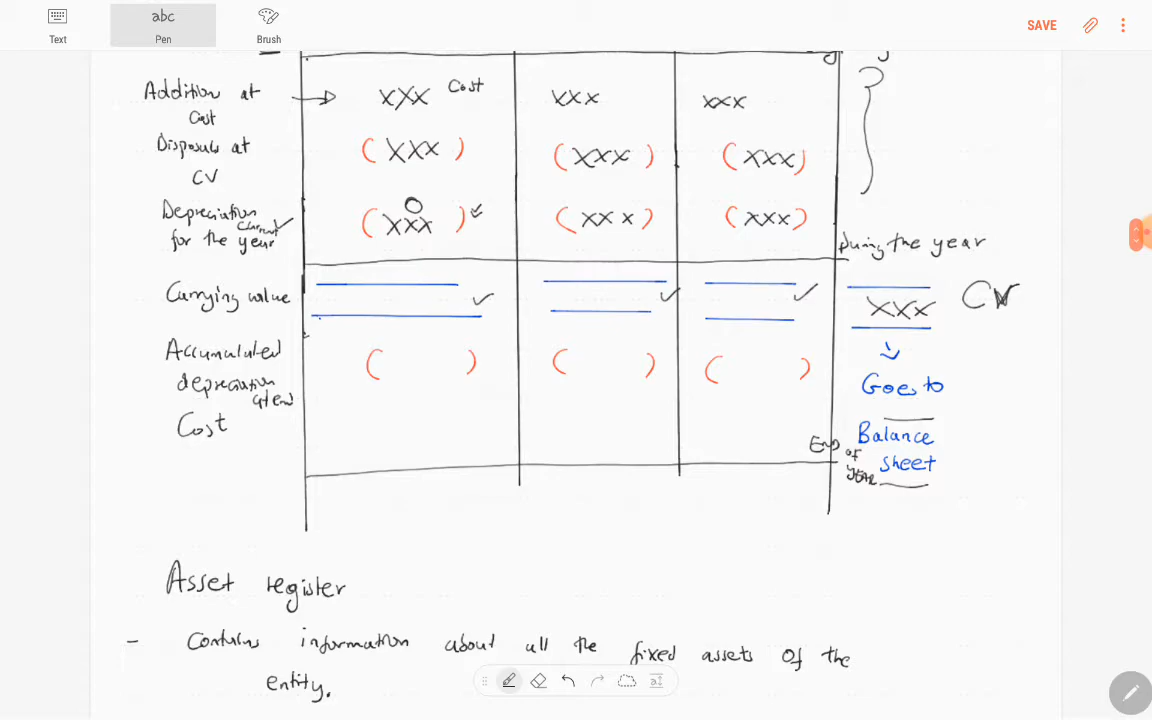 abc
Text
Pen
Brush
SAVE
Addition at Cost
xxx Cost
xxx
xxx
Disposals at CV
(xxx)
(xxx)
(xxx)
Depreciation for the current year
(xxx)
(xxx)
(xxx)
During the year
Carrying value
xxx CV
Accumulated depreciation at end
( )
( )
( )
Goes to
Balance sheet
Cost
End of year
Asset register
- Contains information about all the fixed assets of the
entity.